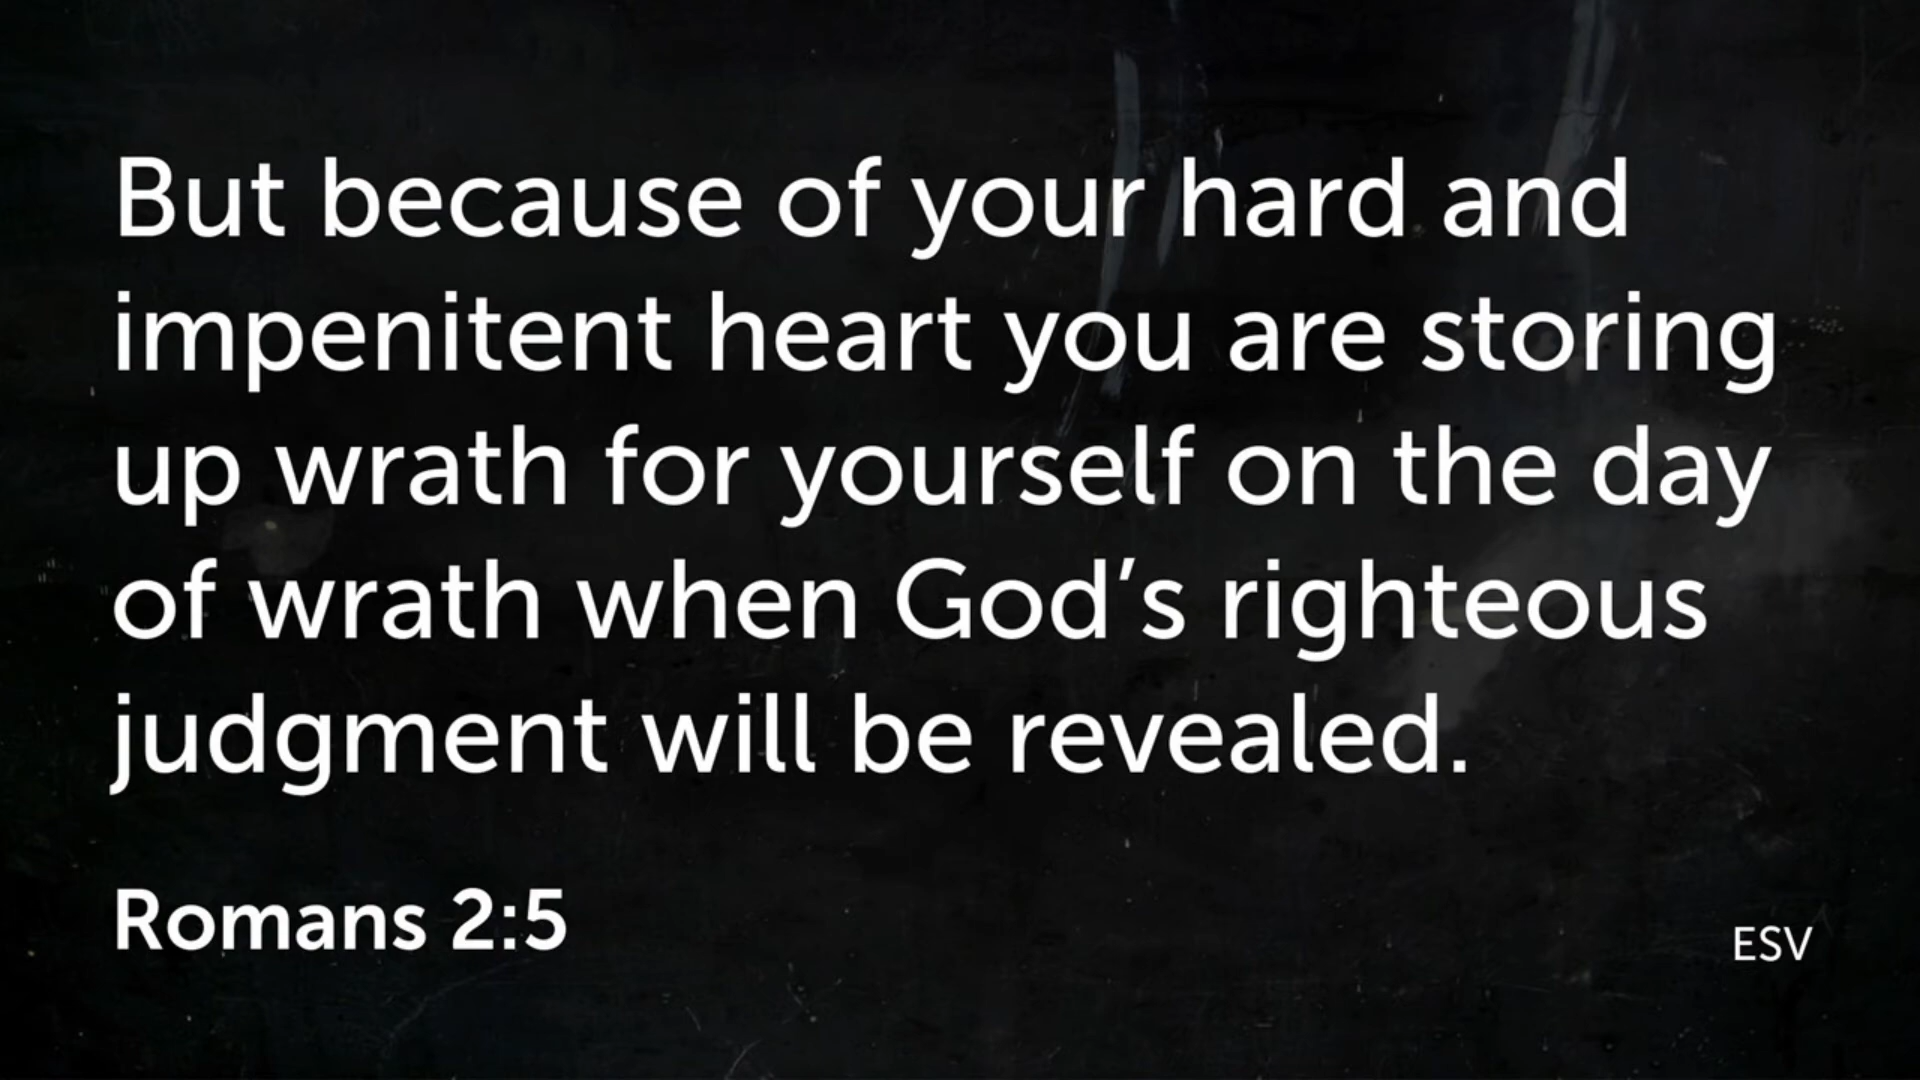 But because of your hard and
impenitent heart you are storing
up wrath for yourself on the day
of wrath when God’s righteous
judgment will be revealed.
Romans 2:5
ESV